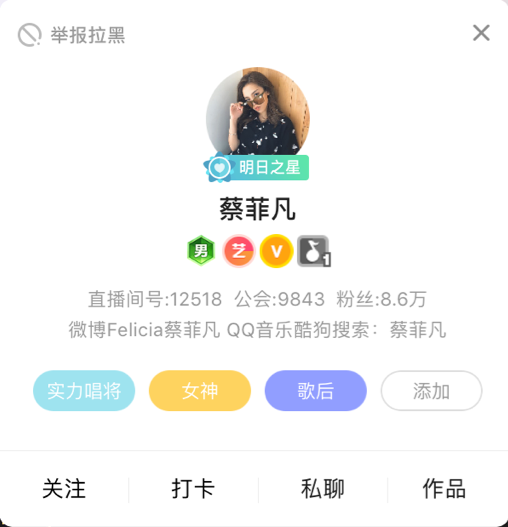 举报拉黑
明日之星
蔡菲凡
男 艺 V 1
直播间号:12518 公会:9843 粉丝:8.6万
微博Felicia蔡菲凡 QQ音乐酷狗搜索：蔡菲凡
实力唱将 女神 歌后 添加
关注 打卡 私聊 作品